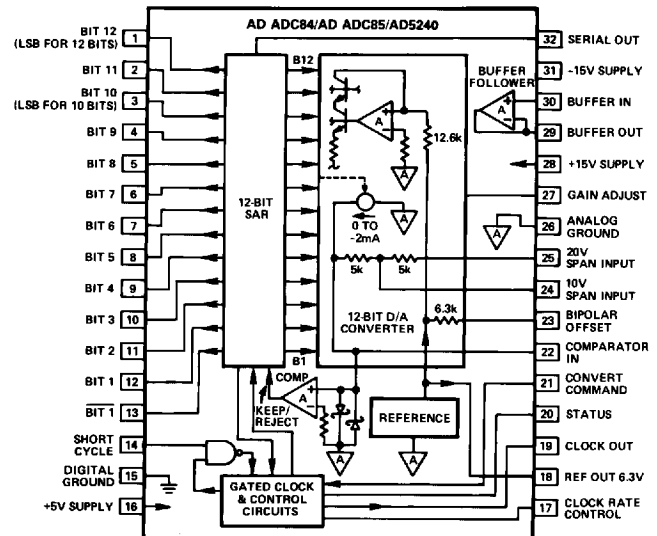 AD ADC84/AD ADC85/AD5240
BIT 12
(LSB FOR 12 BITS)
1
BIT 11
2
BIT 10
(LSB FOR 10 BITS)
3
BIT 9
4
BIT 8
5
BIT 7
6
BIT 6
7
BIT 5
8
BIT 4
9
BIT 3
10
BIT 2
11
BIT 1
12
BIT 1
13
SHORT
CYCLE
14
DIGITAL
GROUND
15
+5V SUPPLY
16
12-BIT
SAR
B12
B1
A
A
12.6k
A
0 TO
-2mA
5k
5k
6.3k
12-BIT D/A
CONVERTER
COMP
A
KEEP/
REJECT
A
REFERENCE
A
GATED CLOCK
& CONTROL
CIRCUITS
BUFFER
FOLLOWER
A
A
32
SERIAL OUT
31
-15V SUPPLY
30
BUFFER IN
29
BUFFER OUT
28
+15V SUPPLY
27
GAIN ADJUST
26
ANALOG
GROUND
25
20V
SPAN INPUT
24
10V
SPAN INPUT
23
BIPOLAR
OFFSET
22
COMPARATOR
IN
21
CONVERT
COMMAND
20
STATUS
19
CLOCK OUT
18
REF OUT 6.3V
17
CLOCK RATE
CONTROL